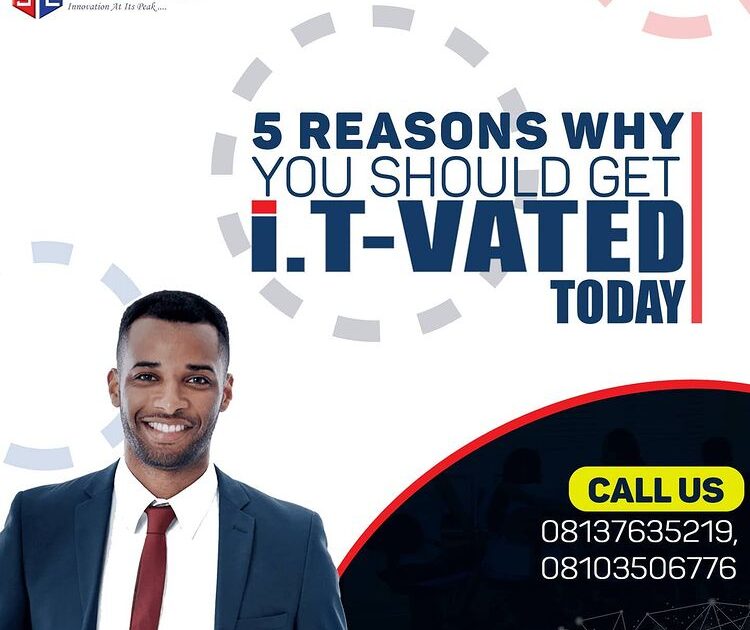 Innovation At Its Peak ....
5 REASONS WHY
YOU SHOULD GET
i.T-VATED
TODAY
CALL US
08137635219,
08103506776